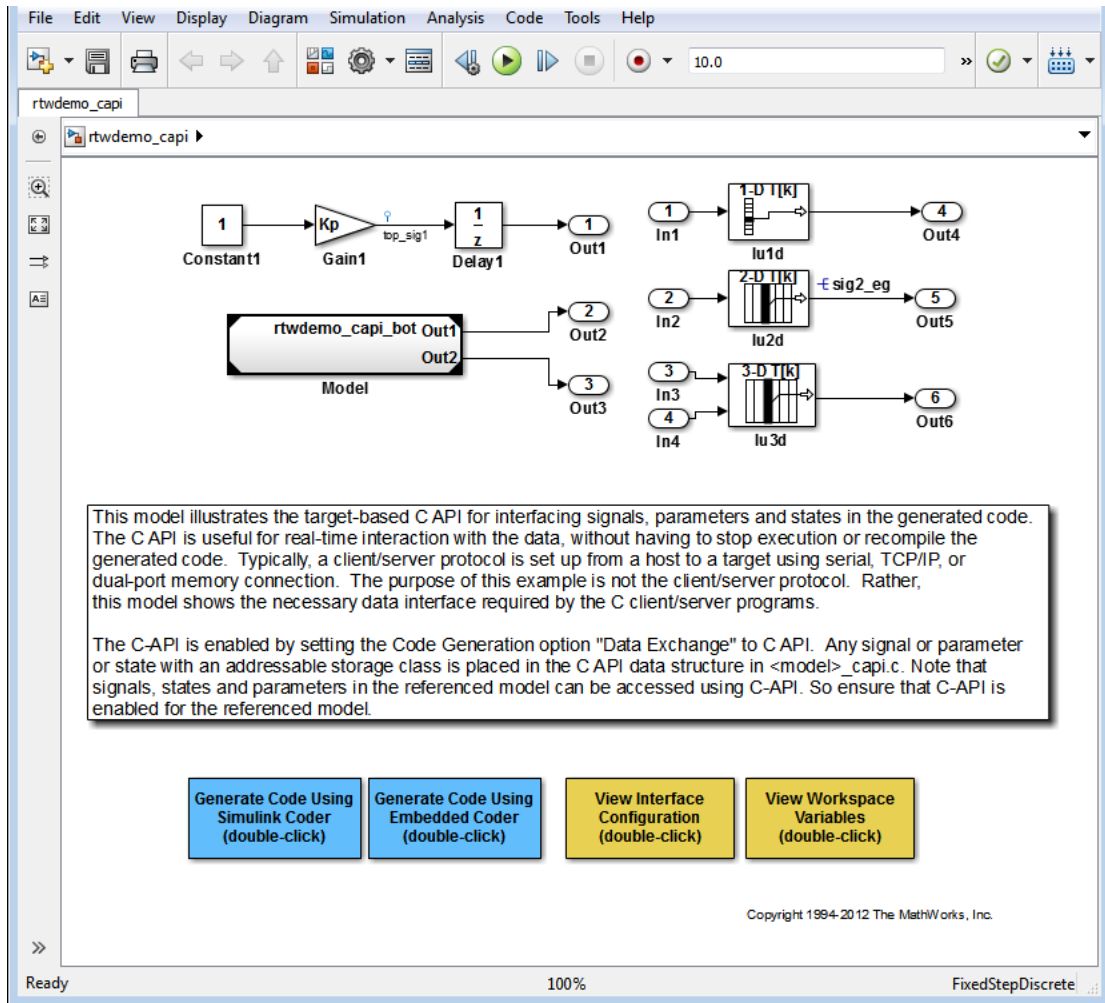 File Edit View Display Diagram Simulation Analysis Code Tools Help
10.0
»
rtwdemo_capi
rtwdemo_capi
1
Constant1
Kp
Gain1
top_sig1
1
z
Delay1
1
Out1
rtwdemo_capi_bot Out1
Out2
Model
2
Out2
3
Out3
1
In1
1-D T[k]
lu1d
4
Out4
2
In2
2-D T[k]
lu2d
sig2_eg
5
Out5
3
In3
4
In4
3-D T[k]
lu3d
6
Out6
This model illustrates the target-based C API for interfacing signals, parameters and states in the generated code.
The C API is useful for real-time interaction with the data, without having to stop execution or recompile the
generated code. Typically, a client/server protocol is set up from a host to a target using serial, TCP/IP, or
dual-port memory connection. The purpose of this example is not the client/server protocol. Rather,
this model shows the necessary data interface required by the C client/server programs.
The C-API is enabled by setting the Code Generation option "Data Exchange" to C API. Any signal or parameter
or state with an addressable storage class is placed in the C API data structure in <model>_capi.c. Note that
signals, states and parameters in the referenced model can be accessed using C-API. So ensure that C-API is
enabled for the referenced model.
Generate Code Using
Simulink Coder
(double-click)
Generate Code Using
Embedded Coder
(double-click)
View Interface
Configuration
(double-click)
View Workspace
Variables
(double-click)
Copyright 1994-2012 The MathWorks, Inc.
»
Ready 100% FixedStepDiscrete